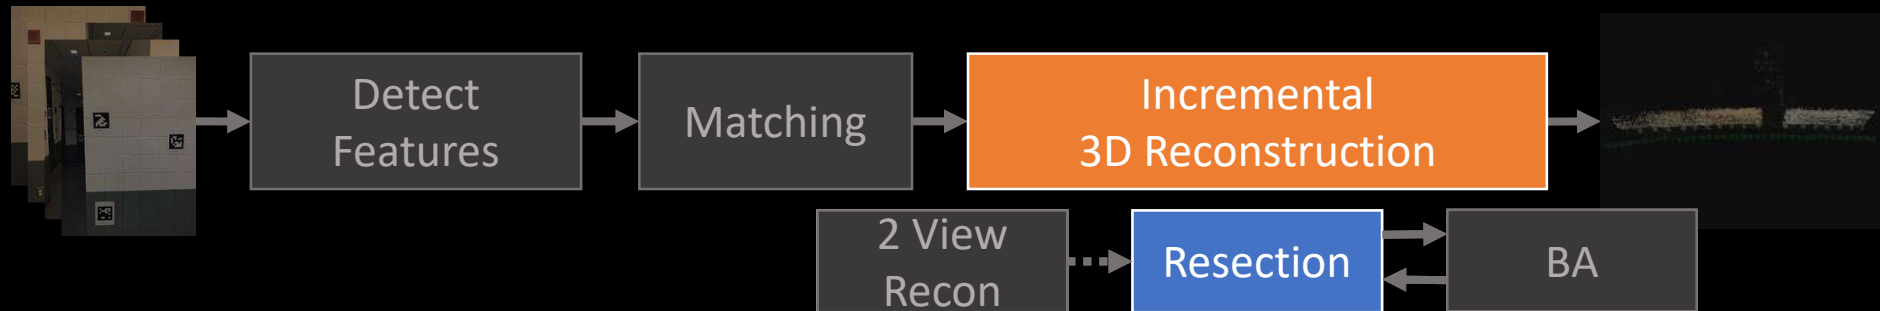 Detect
Features
Matching
Incremental
3D Reconstruction
2 View
Recon
Resection
BA